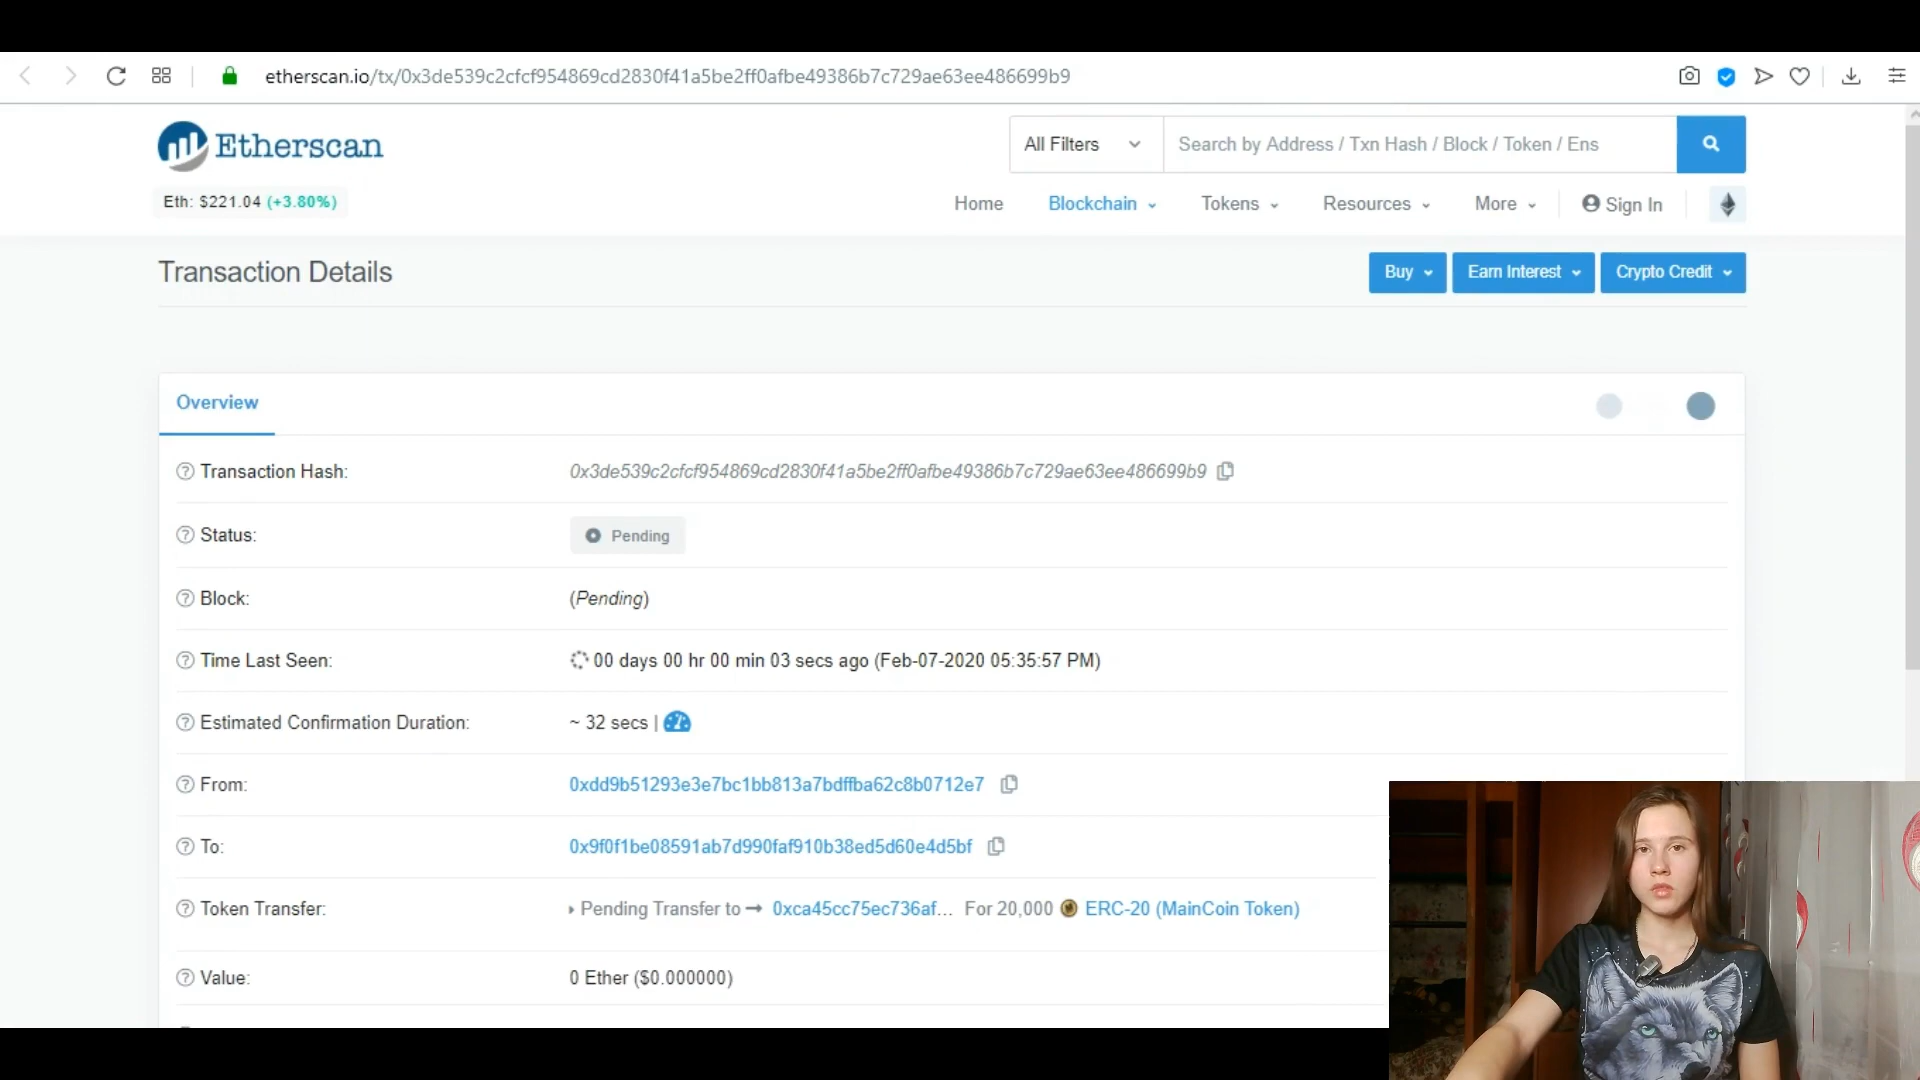 etherscan.io/tx/0x3de539c2cfcf954869cd2830f41a5be2ff0afbe49386b7c729ae63ee486699b9
Etherscan
All Filters
Search by Address / Txn Hash / Block / Token / Ens
Eth: $221.04 (+3.80%)
Home Blockchain Tokens Resources More Sign In
Transaction Details
Buy Earn Interest Crypto Credit
Overview
Transaction Hash: 0x3de539c2cfcf954869cd2830f41a5be2ff0afbe49386b7c729ae63ee486699b9
Status: Pending
Block: (Pending)
Time Last Seen: 00 days 00 hr 00 min 03 secs ago (Feb-07-2020 05:35:57 PM)
Estimated Confirmation Duration: ~ 32 secs |
From: 0xdd9b51293e3e7bc1bb813a7bdffba62c8b0712e7
To: 0x9f0f1be08591ab7d990faf910b38ed5d60e4d5bf
Token Transfer: Pending Transfer to → 0xca45cc75ec736af... For 20,000 ERC-20 (MainCoin Token)
Value: 0 Ether ($0.000000)